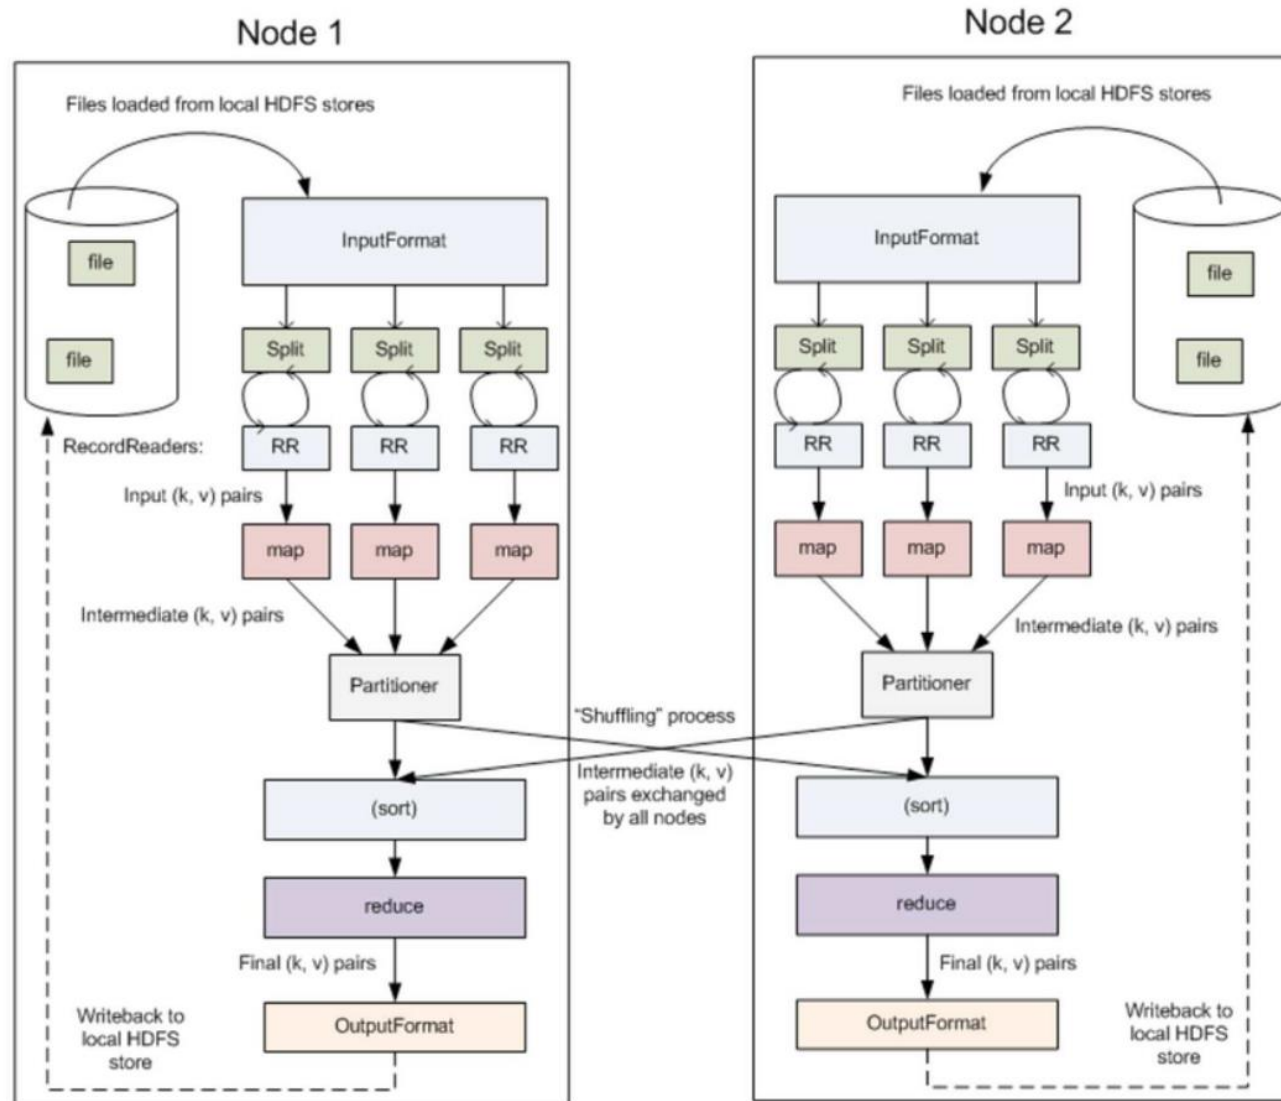 Node 1
Files loaded from local HDFS stores
file
file
InputFormat
Split
Split
Split
RecordReaders:
RR
RR
RR
Input (k, v) pairs
map
map
map
Intermediate (k, v) pairs
Partitioner
(sort)
reduce
Final (k, v) pairs
OutputFormat
Writeback to
local HDFS
store
"Shuffling" process
Intermediate (k, v)
pairs exchanged
by all nodes
Node 2
Files loaded from local HDFS stores
InputFormat
file
file
Split
Split
Split
RR
RR
RR
Input (k, v) pairs
map
map
map
Intermediate (k, v) pairs
Partitioner
(sort)
reduce
Final (k, v) pairs
OutputFormat
Writeback to
local HDFS
store